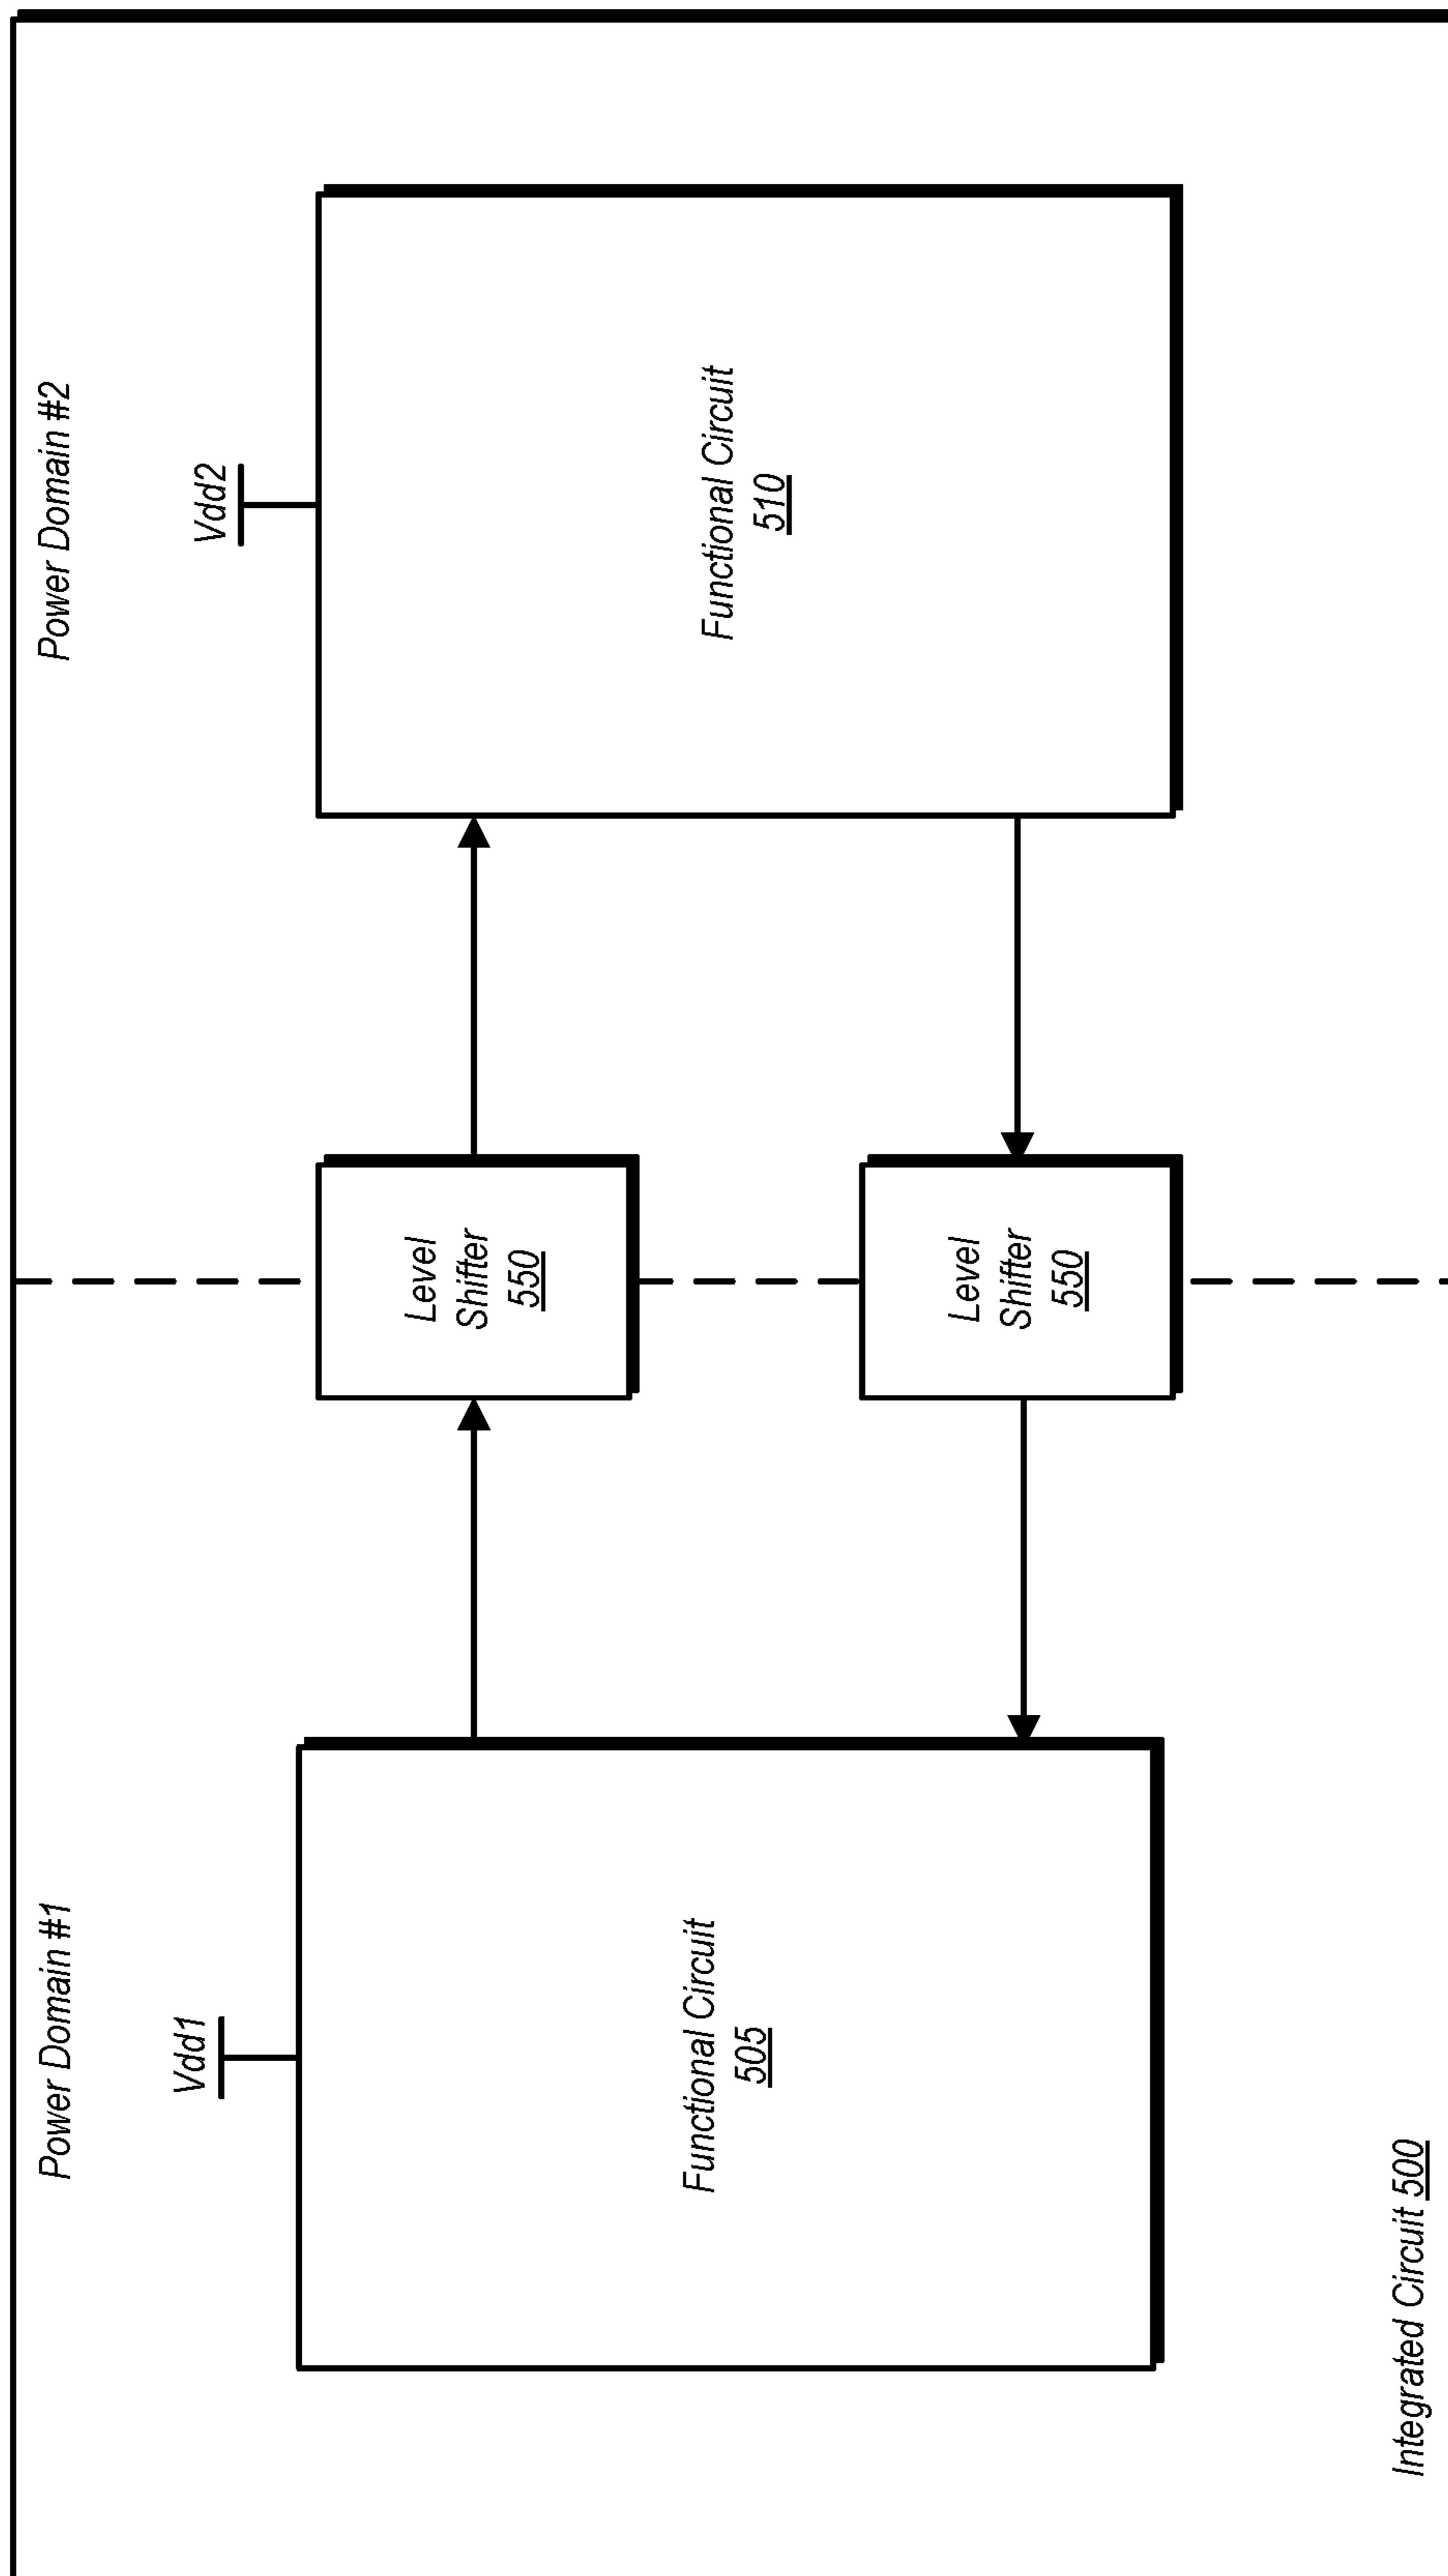 Power Domain #1
Power Domain #2
Vdd1
Vdd2
Functional Circuit
505
Level
Shifter
550
Level
Shifter
550
Functional Circuit
510
Integrated Circuit 500